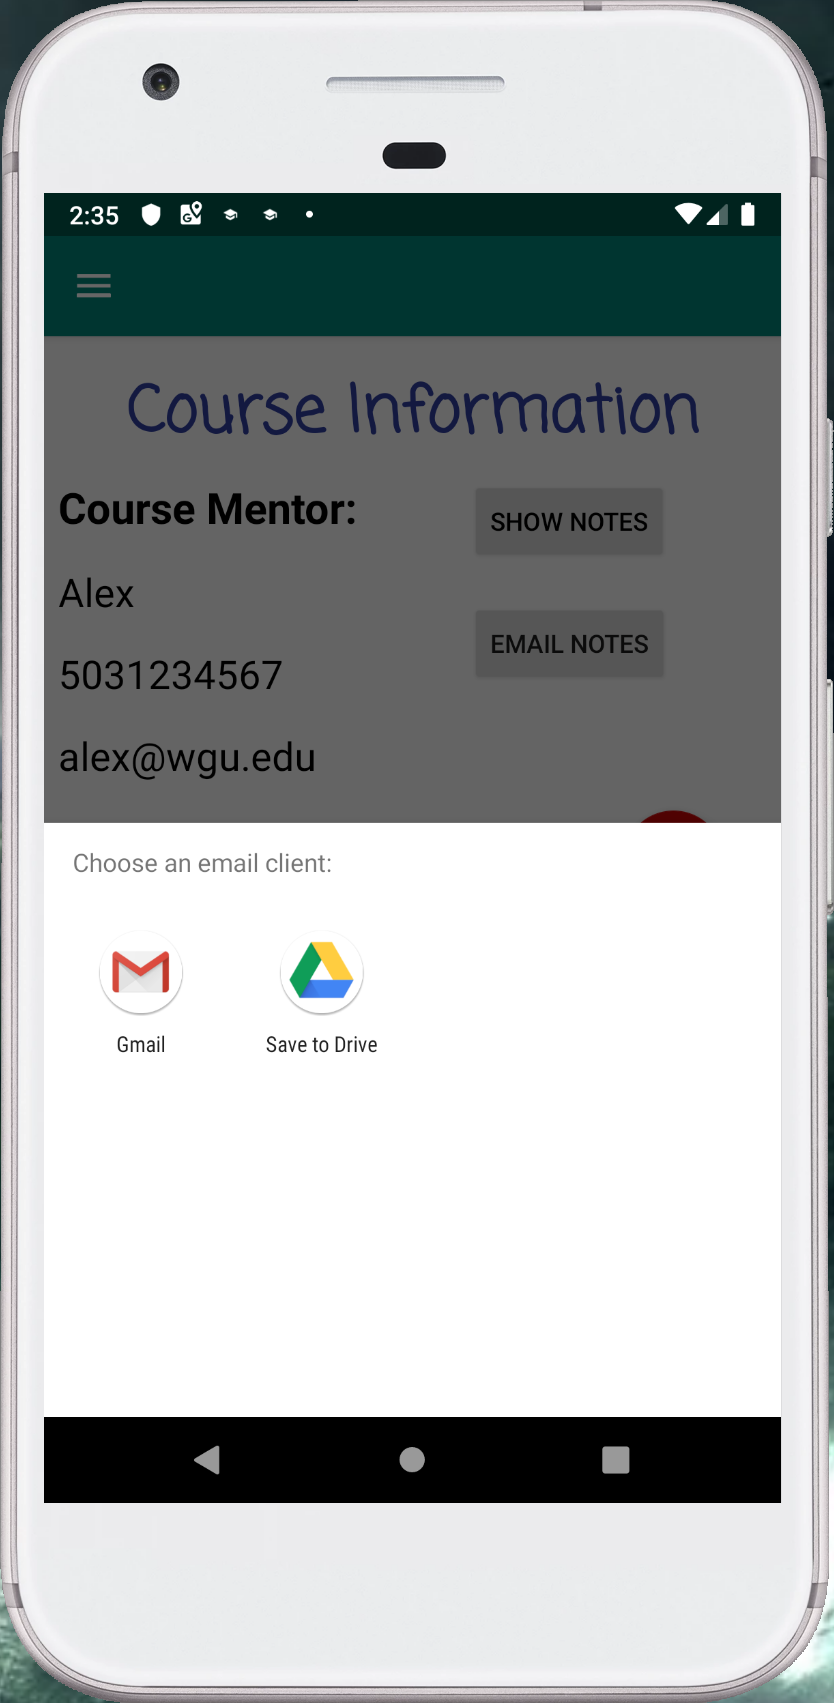 2:35
Course Information
Course Mentor:
SHOW NOTES
Alex
EMAIL NOTES
5031234567
alex@wgu.edu
Choose an email client:
Gmail
Save to Drive